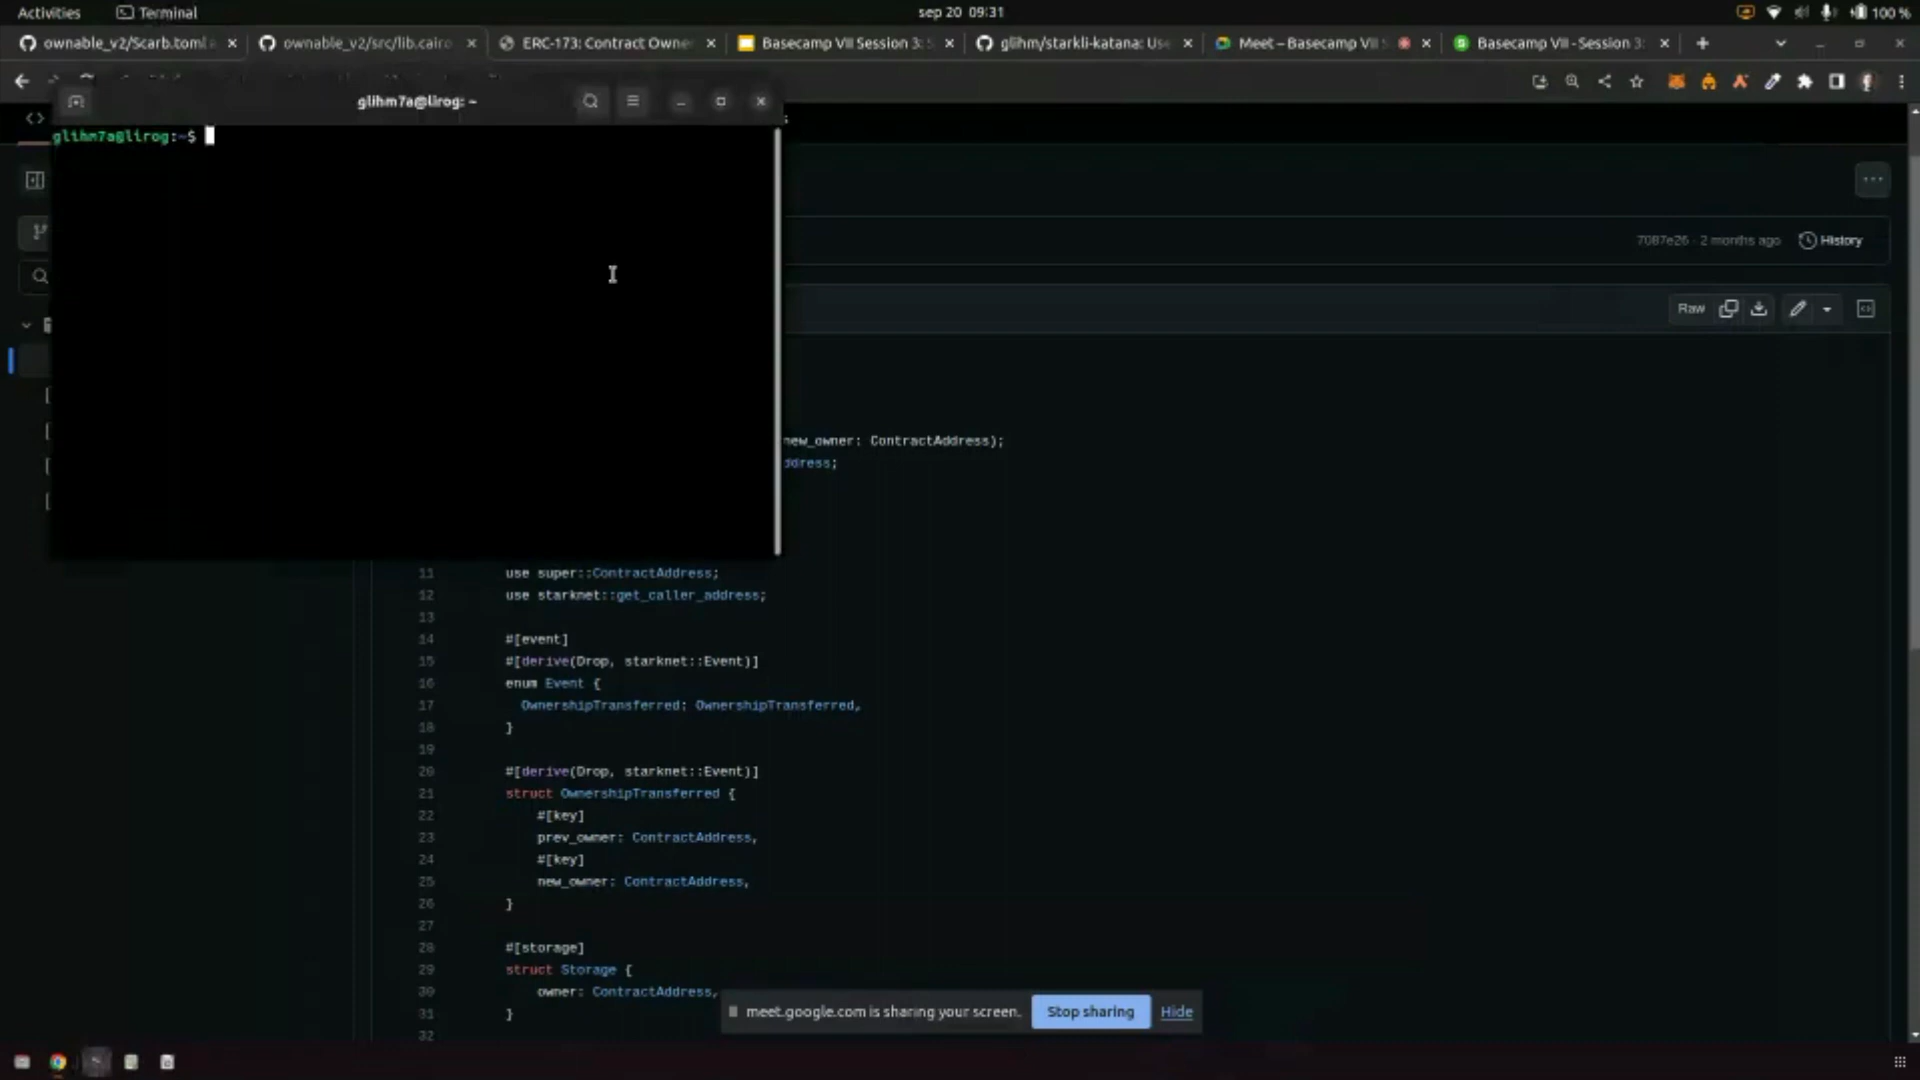 Activities
Terminal
sep 20 09:31
100 %
ownable_v2/Scarb.toml
ownable_v2/src/lib.cairo
ERC-173: Contract Owne
Basecamp VII Session 3:
glihm/starkli-katana: Use
Meet – Basecamp VII
Basecamp VII - Session 3:
glihm7a@lirog: ~
glihm7a@lirog:~$
7087e26 · 2 months ago
History
Raw
new_owner: ContractAddress);
ddress;
11 use super::ContractAddress;
12 use starknet::get_caller_address;
13
14 #[event]
15 #[derive(Drop, starknet::Event)]
16 enum Event {
17 OwnershipTransferred: OwnershipTransferred,
18 }
19
20 #[derive(Drop, starknet::Event)]
21 struct OwnershipTransferred {
22 #[key]
23 prev_owner: ContractAddress,
24 #[key]
25 new_owner: ContractAddress,
26 }
27
28 #[storage]
29 struct Storage {
30 owner: ContractAddress,
31 }
32
meet.google.com is sharing your screen.
Stop sharing
Hide